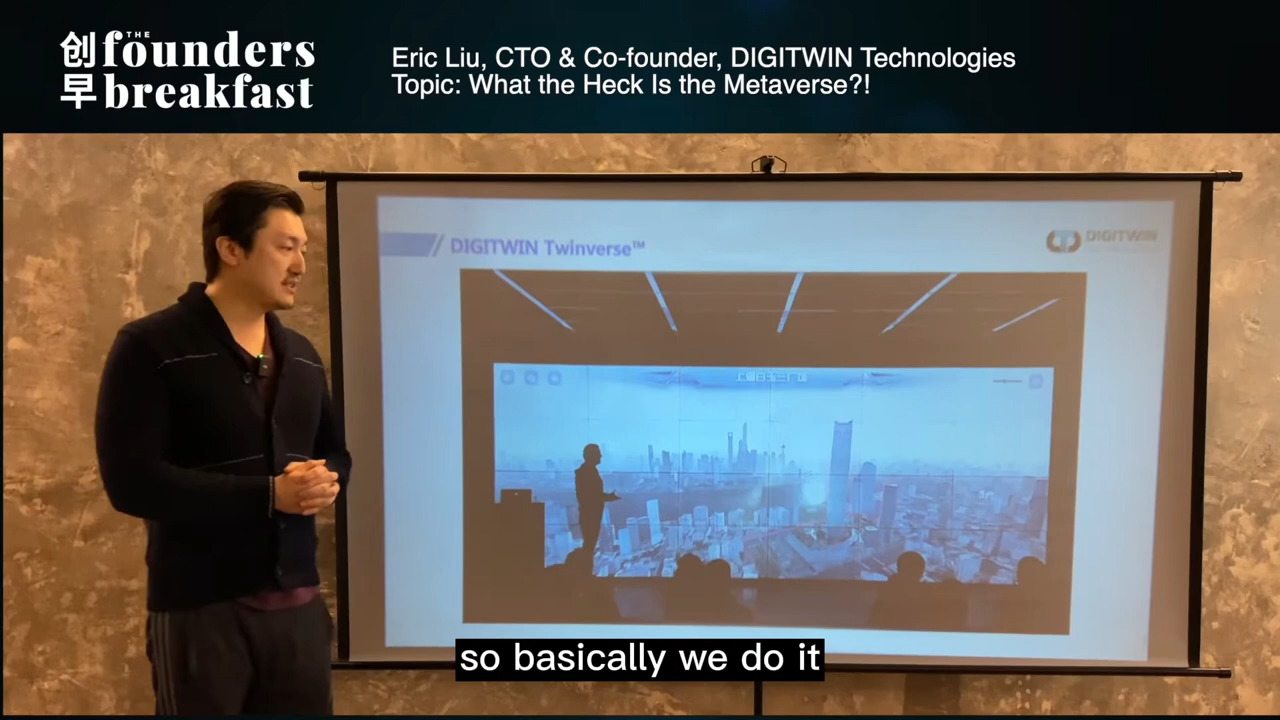 创 THE founders
早 breakfast
Eric Liu, CTO & Co-founder, DIGITWIN Technologies
Topic: What the Heck Is the Metaverse?!
DIGITWIN Twinverse™
DIGITWIN
so basically we do it